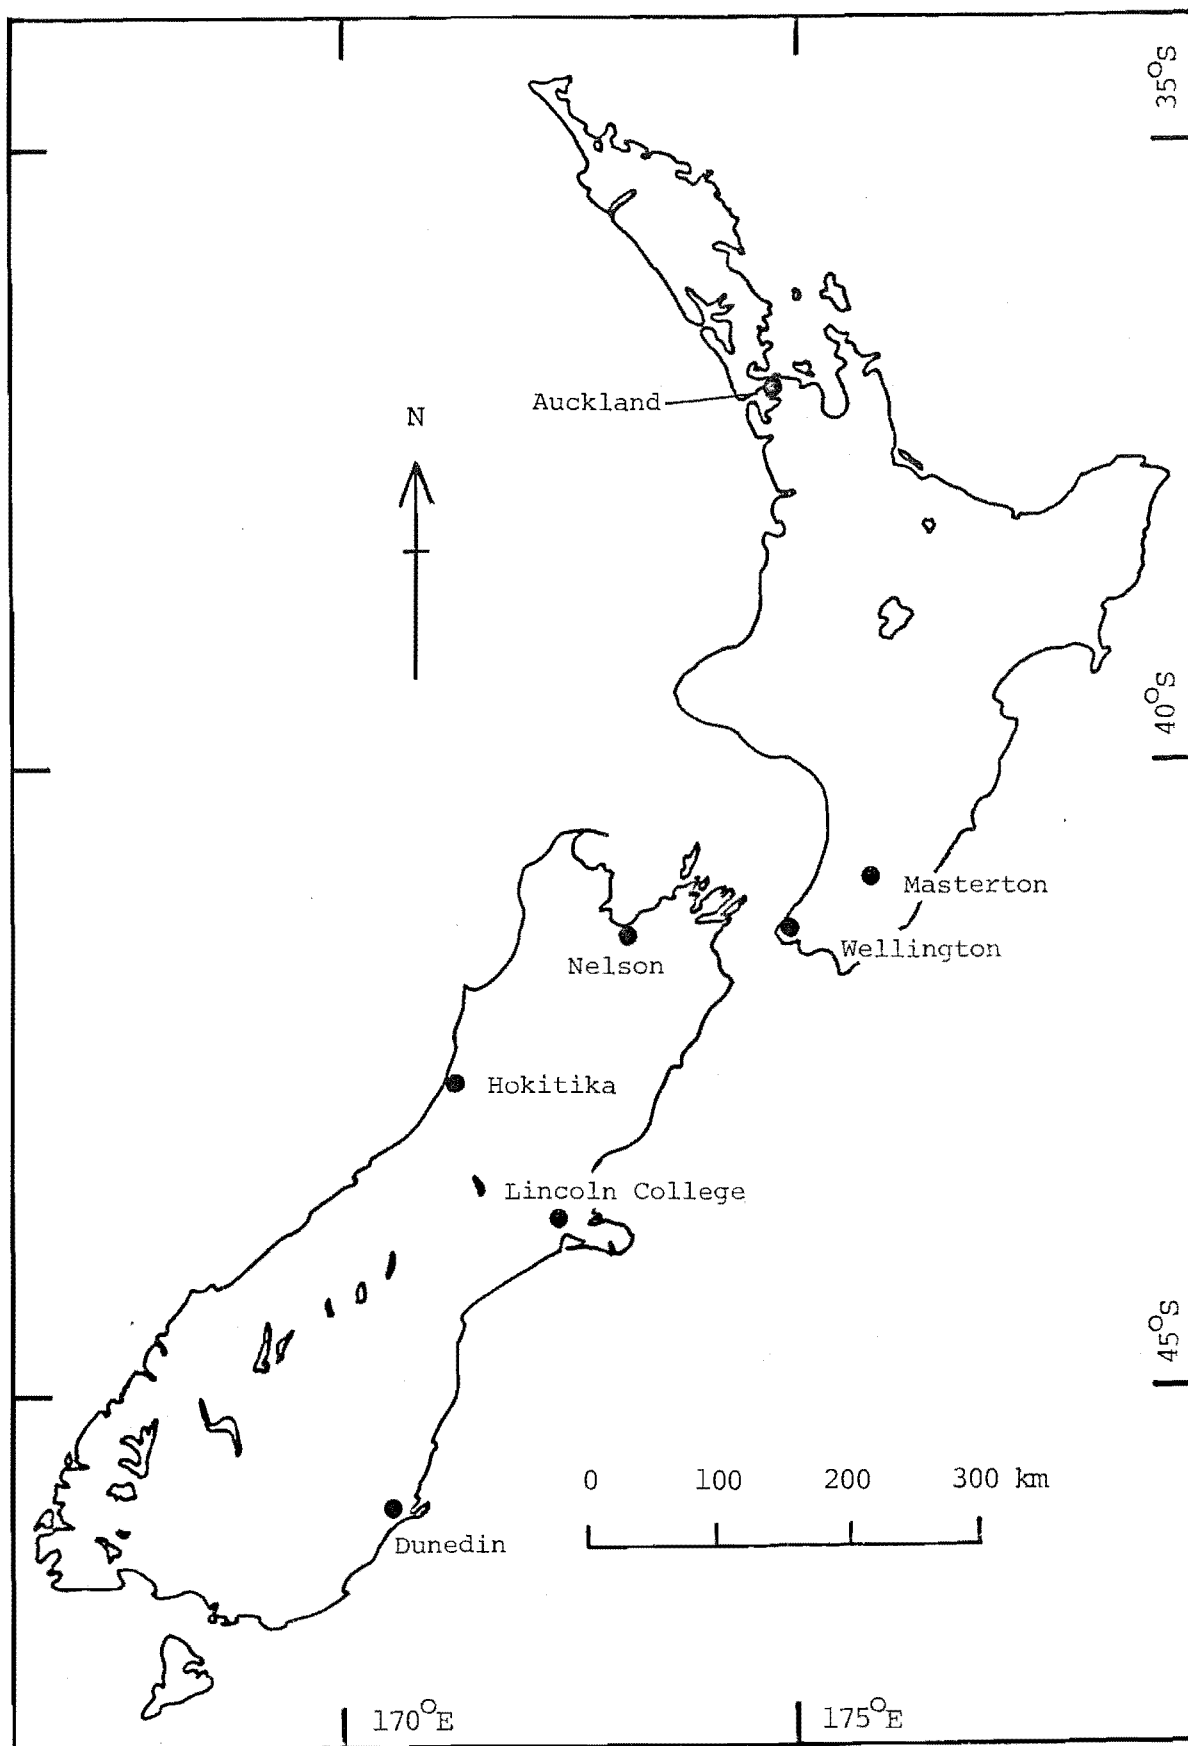 35°S
Auckland
N
40°S
Masterton
Wellington
Nelson
Hokitika
Lincoln College
45°S
0 100 200 300 km
Dunedin
170°E 175°E